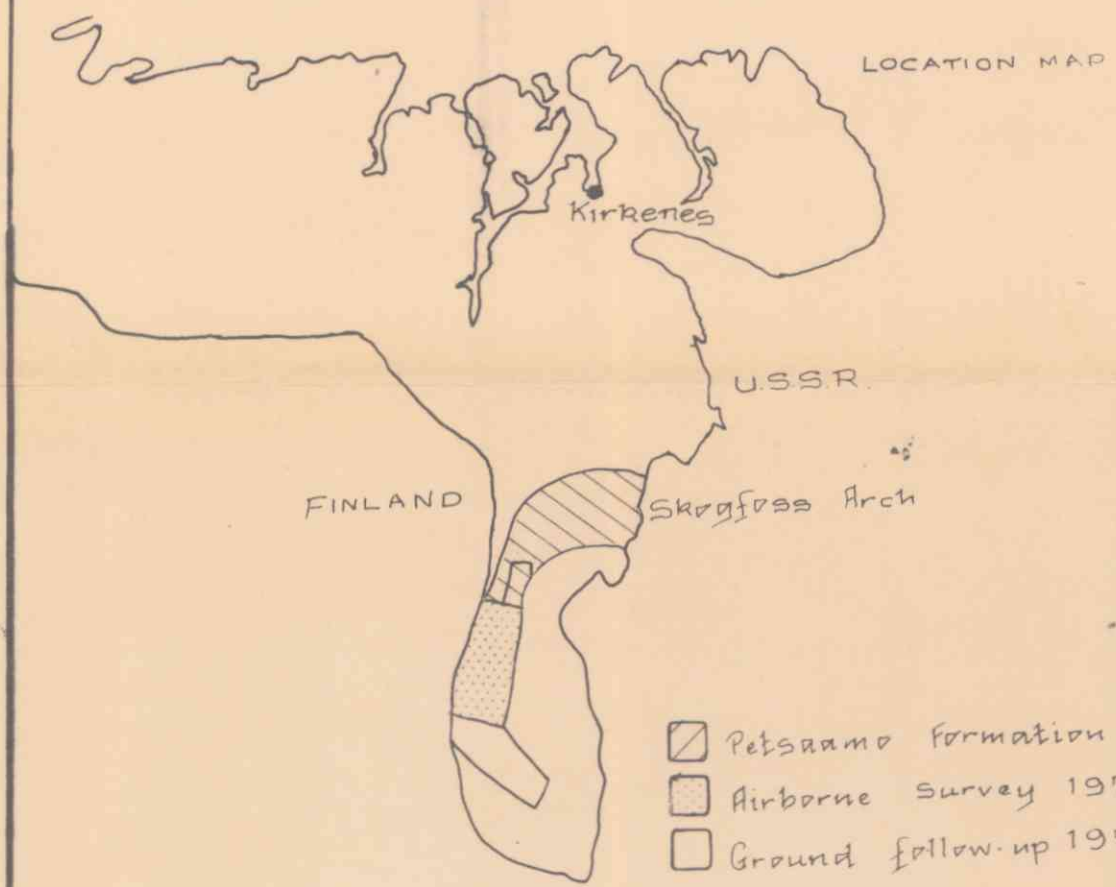 LOCATION MAP
Kirkenes
U.S.S.R.
FINLAND
Skogfoss Arch
Petsaamo Formation
Airborne Survey
Ground follow-up